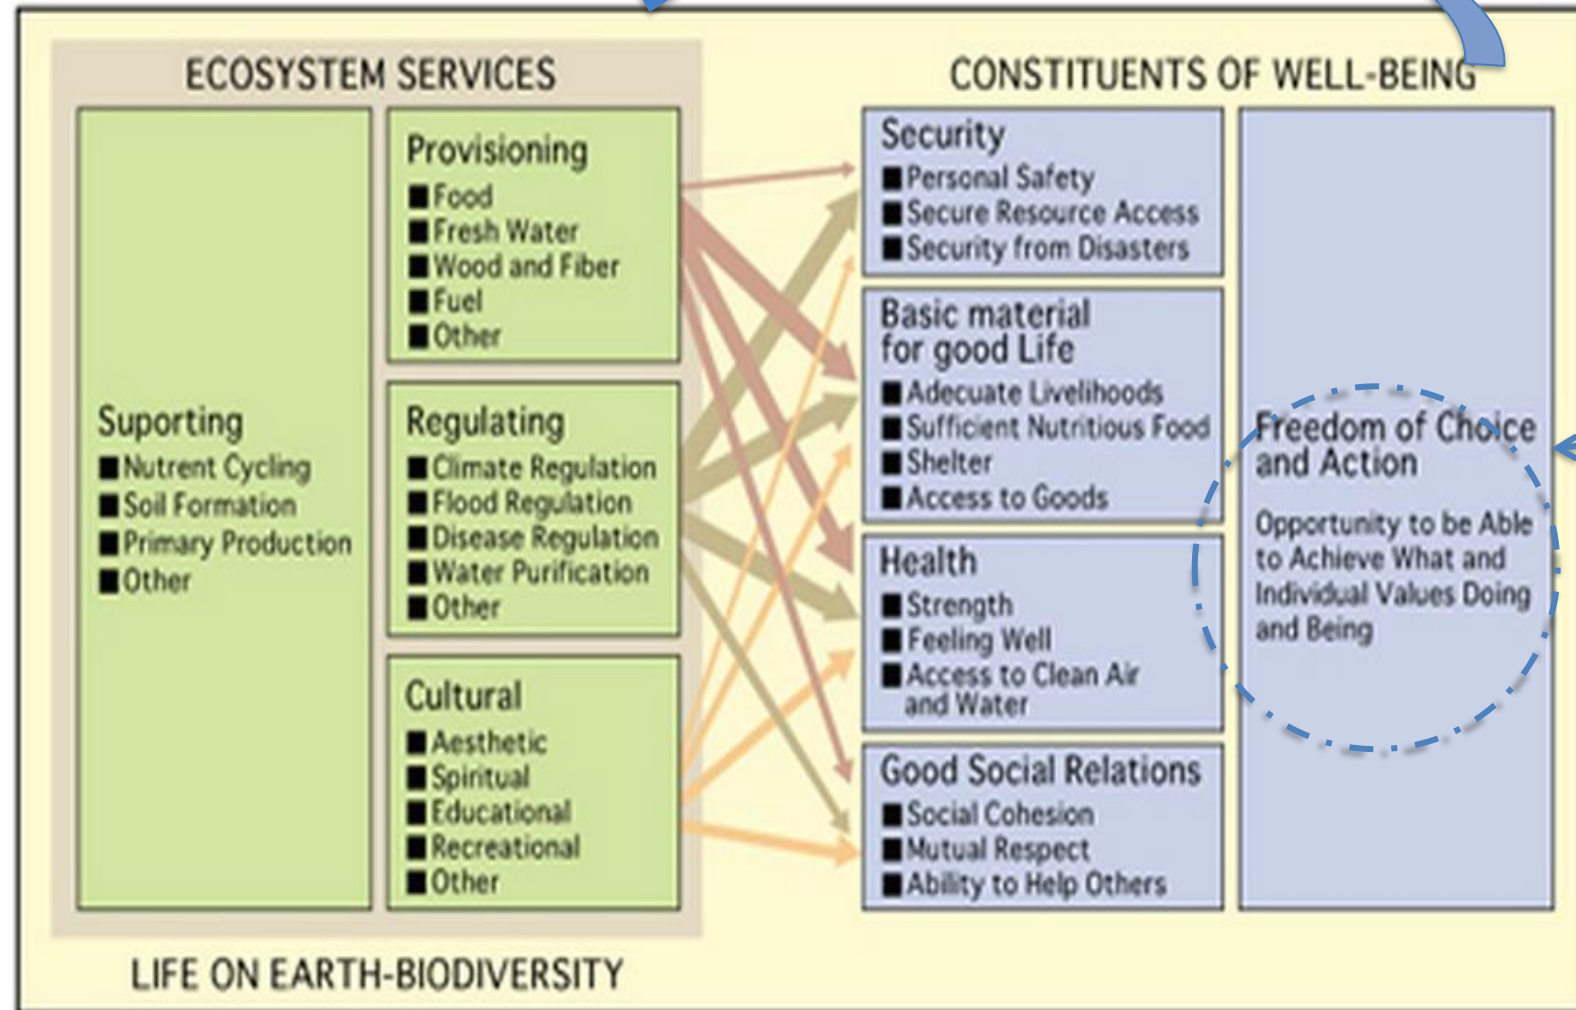 ECOSYSTEM SERVICES
Suporting
Nutrent Cycling
Soil Formation
Primary Production
Other
Provisioning
Food
Fresh Water
Wood and Fiber
Fuel
Other
Regulating
Climate Regulation
Flood Regulation
Disease Regulation
Water Purification
Other
Cultural
Aesthetic
Spiritual
Educational
Recreational
Other
LIFE ON EARTH-BIODIVERSITY
CONSTITUENTS OF WELL-BEING
Security
Personal Safety
Secure Resource Access
Security from Disasters
Basic material
for good Life
Adequate Livelihoods
Sufficient Nutritious Food
Shelter
Access to Goods
Health
Strength
Feeling Well
Access to Clean Air
and Water
Good Social Relations
Social Cohesion
Mutual Respect
Ability to Help Others
Freedom of Choice
and Action
Opportunity to be Able
to Achieve What and
Individual Values Doing
and Being